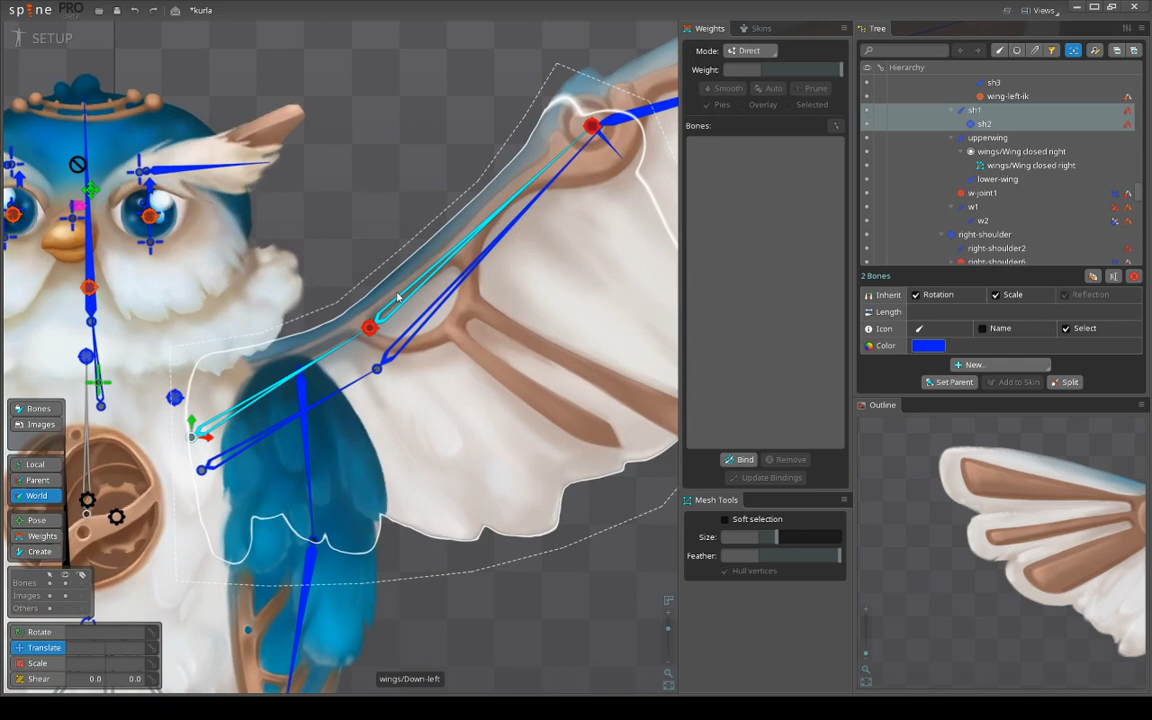 spine PRO
*kurla
Views
SETUP
Bones
Images
Local
Parent
World
Pose
Weights
Create
Bones
Images
Others
Rotate
Translate
Scale
Shear 0.0 0.0
wings/Down-left
Weights
Skins
Mode: Direct
Weight:
Smooth Auto Prune
Pies Overlay Selected
Bones:
Bind Remove
Update Bindings
Mesh Tools
Soft selection
Size:
Feather:
Hull vertices
Tree
Hierarchy
sh3
wing-left-ik
sh1
sh2
upperwing
wings/Wing closed right
wings/Wing closed right
lower-wing
w-joint1
w1
w2
right-shoulder
right-shoulder2
right-shoulder6
2 Bones
Inherit Rotation Scale Reflection
Length
Icon Name Select
Color
New...
Set Parent Add to Skin Split
Outline